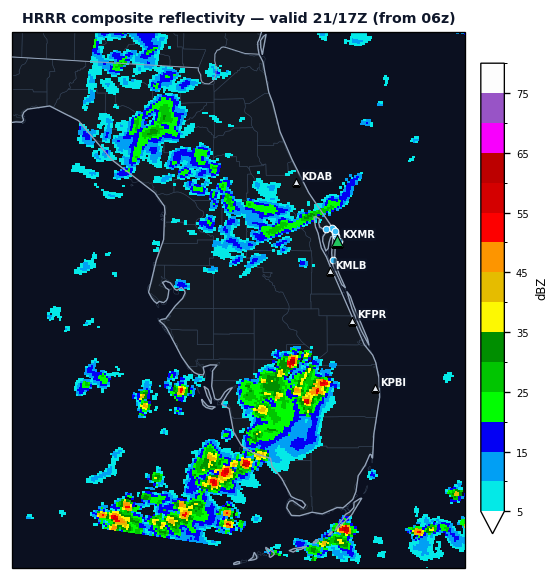 HRRR composite reflectivity — valid 21/17Z (from 06z)
KDAB
KXMR
KMLB
KFPR
KPBI
75
65
55
45
35
25
15
5
dBZ